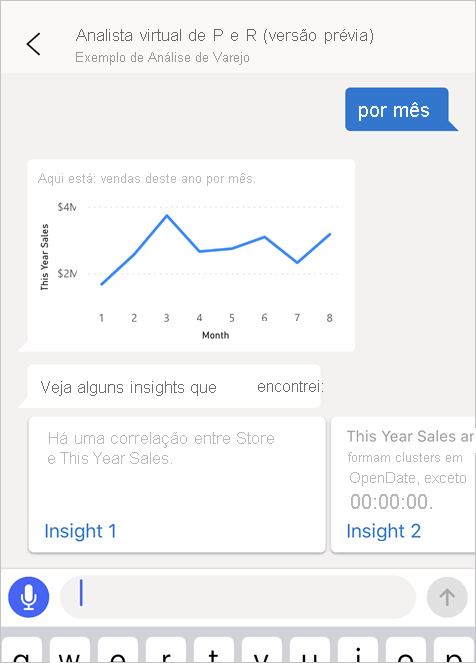 Analista virtual de P e R (versão prévia)
Exemplo de Análise de Varejo
por mês
Aqui está: vendas deste ano por mês.
$4M
$2M
This Year Sales
1 2 3 4 5 6 7 8
Month
Veja alguns insights que encontrei:
Há uma correlação entre Store
e This Year Sales.
Insight 1
This Year Sales ar
formam clusters em
OpenDate, exceto
00:00:00.
Insight 2
q w e r t y u i o p